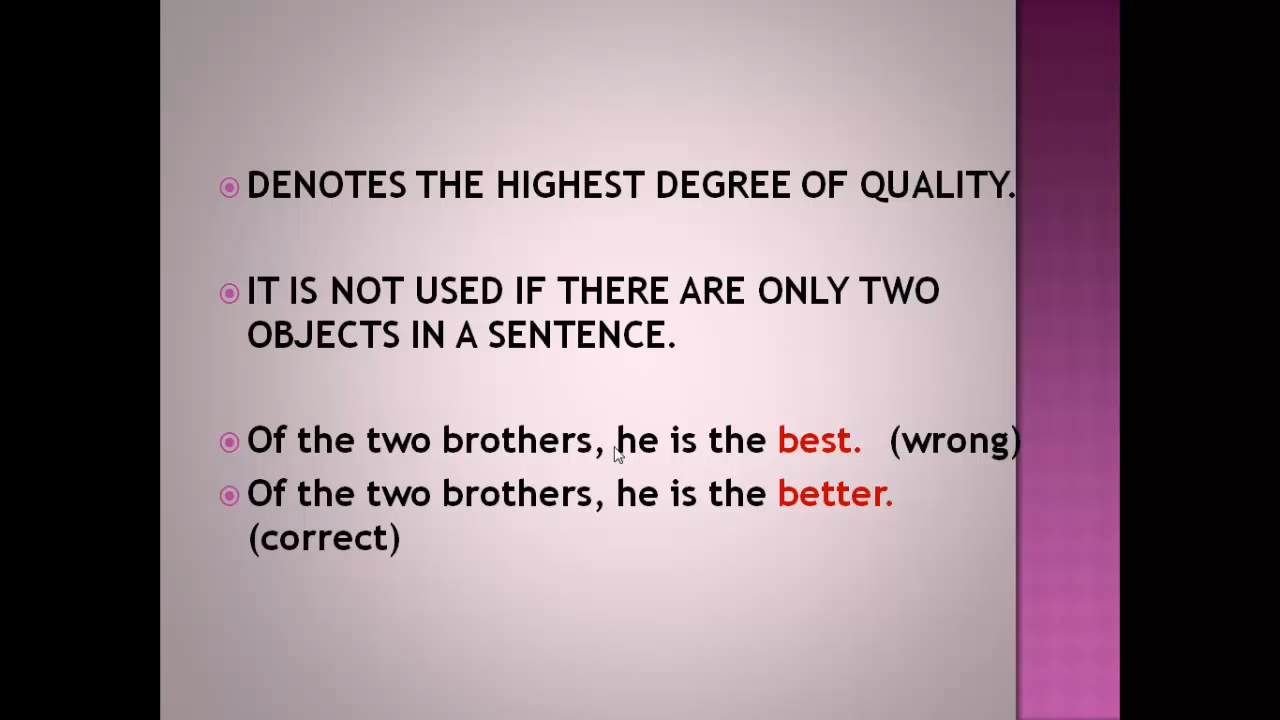 DENOTES THE HIGHEST DEGREE OF QUALITY.
IT IS NOT USED IF THERE ARE ONLY TWO
OBJECTS IN A SENTENCE.
Of the two brothers, he is the best. (wrong)
Of the two brothers, he is the better.
(correct)